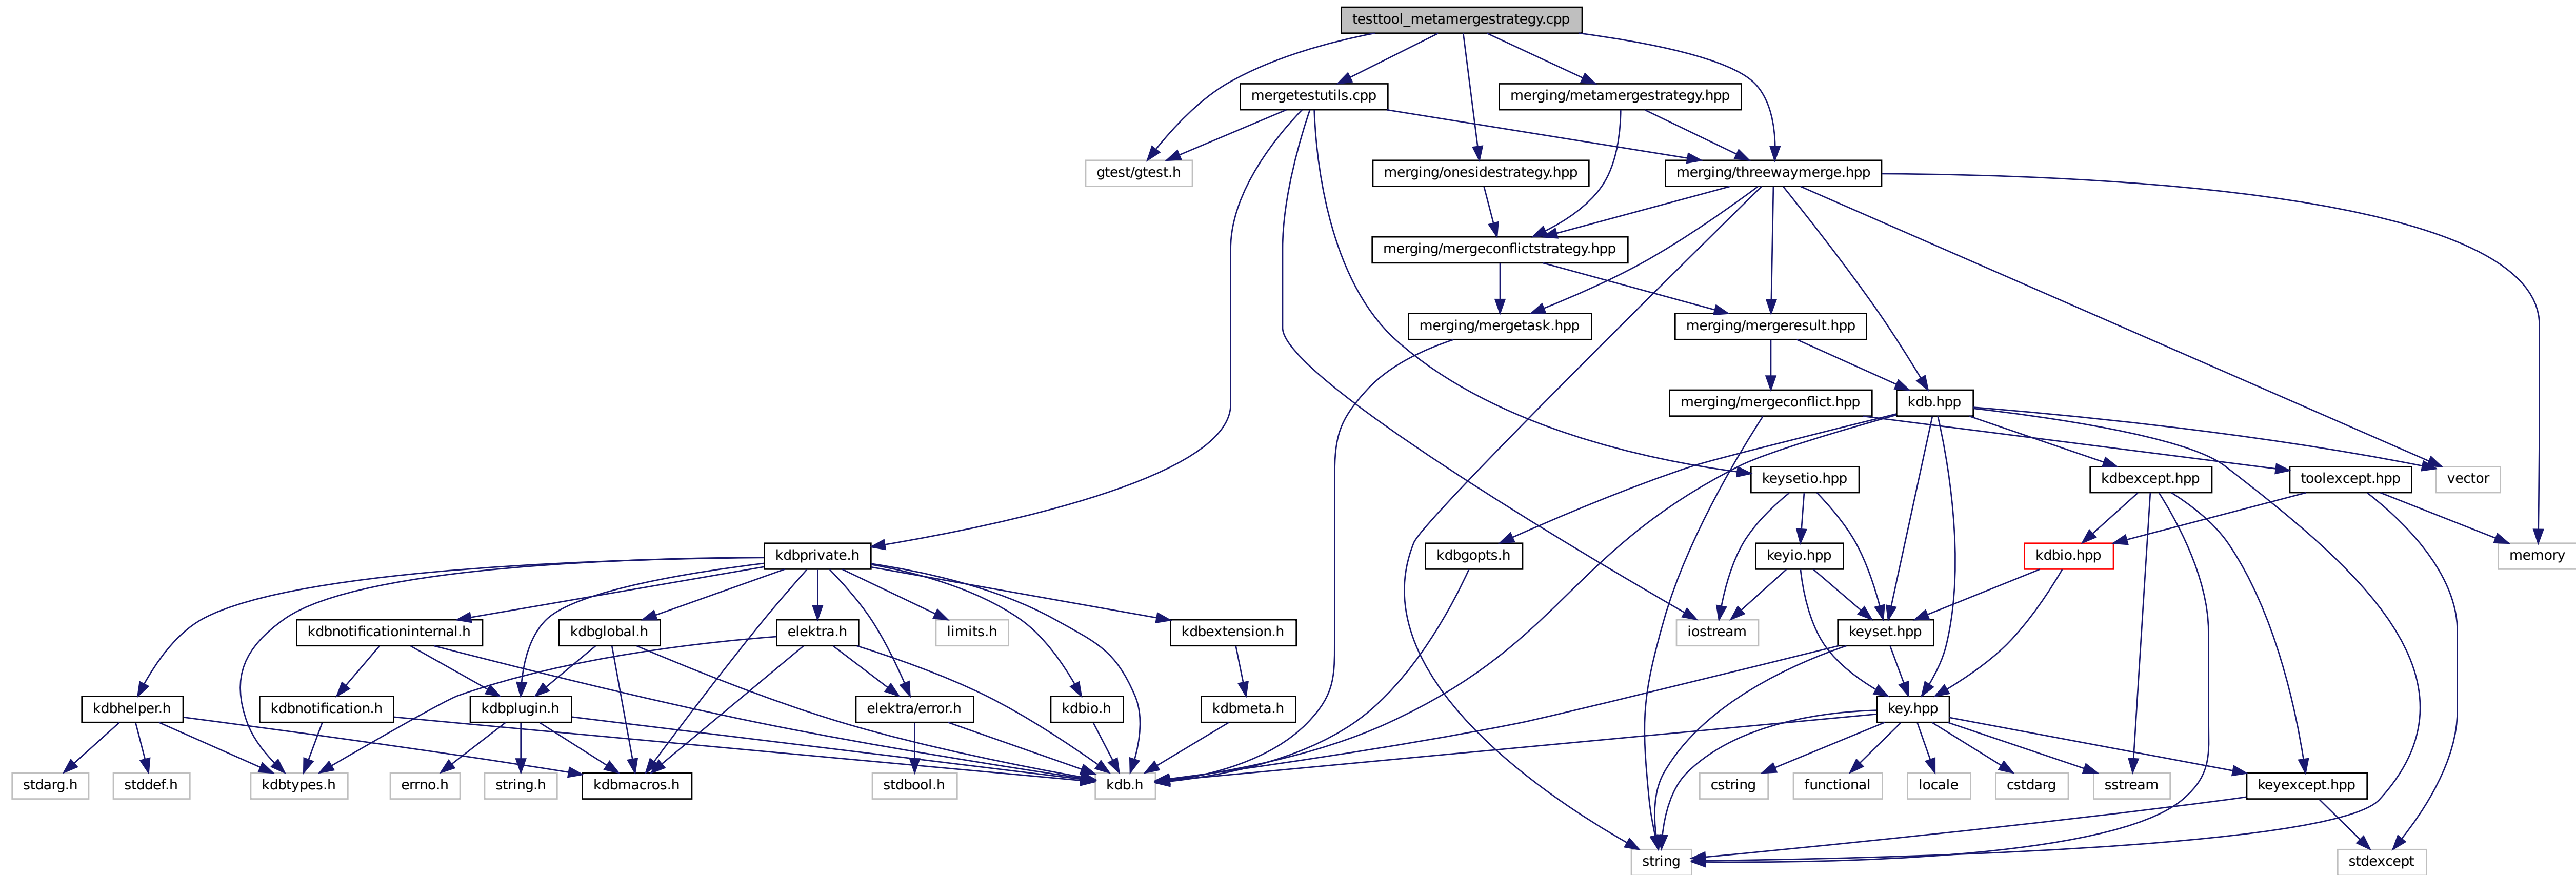 testtool_metamergestrategy.cpp
mergetestutils.cpp
merging/metamergestrategy.hpp
gtest/gtest.h
merging/onesidestrategy.hpp
merging/threewaymerge.hpp
merging/mergeconflictstrategy.hpp
merging/mergetask.hpp
merging/mergeresult.hpp
merging/mergeconflict.hpp
kdb.hpp
keysetio.hpp
kdbexcept.hpp
toolexcept.hpp
vector
kdbprivate.h
kdbgopts.h
keyio.hpp
kdbio.hpp
memory
kdbnotificationinternal.h
kdbglobal.h
elektra.h
limits.h
kdbextension.h
iostream
keyset.hpp
kdbhelper.h
kdbnotification.h
kdbplugin.h
elektra/error.h
kdbio.h
kdbmeta.h
key.hpp
stdarg.h
stddef.h
kdbtypes.h
errno.h
string.h
kdbmacros.h
stdbool.h
kdb.h
cstring
functional
locale
cstdarg
sstream
keyexcept.hpp
string
stdexcept